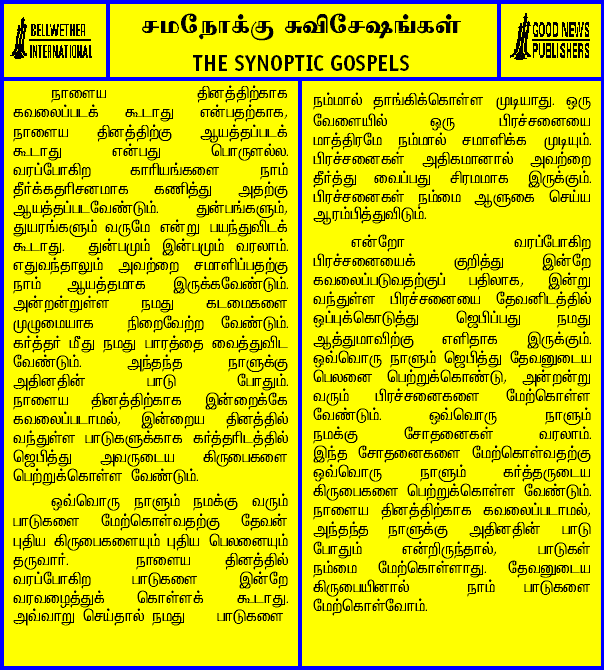 BELLWETHER
INTERNATIONAL
சமநோக்கு சுவிசேஷங்கள்
THE SYNOPTIC GOSPELS
GOOD NEWS
PUBLISHERS
நாளைய தினத்திற்காக
கவலைப்படக் கூடாது என்பதற்காக,
நாளைய தினத்திற்கு ஆயத்தப்படக்
கூடாது என்பது பொருளல்ல.
வரப்போகிற காரியங்களை நாம்
தீர்க்கதரிசனமாக கணித்து அதற்கு
ஆயத்தப்படவேண்டும். துன்பங்களும்,
துயரங்களும் வருமே என்று பயந்துவிடக்
கூடாது. துன்பமும் இன்பமும் வரலாம்.
எதுவந்தாலும் அவற்றை சமாளிப்பதற்கு
நாம் ஆயத்தமாக இருக்கவேண்டும்.
அன்றன்றுள்ள நமது கடமைகளை
முழுமையாக நிறைவேற்ற வேண்டும்.
கர்த்தர் மீது நமது பாரத்தை வைத்துவிட
வேண்டும். அந்தந்த நாளுக்கு
அதினதின் பாடு போதும்.
நாளைய தினத்திற்காக இன்றைக்கே
கவலைப்படாமல், இன்றைய தினத்தில்
வந்துள்ள பாடுகளுக்காக கர்த்தரிடத்தில்
ஜெபித்து அவருடைய கிருபைகளை
பெற்றுக்கொள்ள வேண்டும்.
ஒவ்வொரு நாளும் நமக்கு வரும்
பாடுகளை மேற்கொள்வதற்கு தேவன்
புதிய கிருபைகளையும் புதிய பெலனையும்
தருவார். நாளைய தினத்தில்
வரப்போகிற பாடுகளை இன்றே
வரவழைத்துக் கொள்ளக் கூடாது.
அவ்வாறு செய்தால் நமது பாடுகளை
நம்மால் தாங்கிக்கொள்ள முடியாது. ஒரு
வேளையில் ஒரு பிரச்சனையை
மாத்திரமே நம்மால் சமாளிக்க முடியும்.
பிரச்சனைகள் அதிகமானால் அவற்றை
தீர்த்து வைப்பது சிரமமாக இருக்கும்.
பிரச்சனைகள் நம்மை ஆளுகை செய்ய
ஆரம்பித்துவிடும்.
என்றோ வரப்போகிற
பிரச்சனையைக் குறித்து இன்றே
கவலைப்படுவதற்குப் பதிலாக, இன்று
வந்துள்ள பிரச்சனையை தேவனிடத்தில்
ஒப்புக்கொடுத்து ஜெபிப்பது நமது
ஆத்துமாவிற்கு எளிதாக இருக்கும்.
ஒவ்வொரு நாளும் ஜெபித்து தேவனுடைய
பெலனை பெற்றுக்கொண்டு, அன்றன்று
வரும் பிரச்சனைகளை மேற்கொள்ள
வேண்டும். ஒவ்வொரு நாளும்
நமக்கு சோதனைகள் வரலாம்.
இந்த சோதனைகளை மேற்கொள்வதற்கு
ஒவ்வொரு நாளும் கர்த்தருடைய
கிருபைகளை பெற்றுக்கொள்ள வேண்டும்.
நாளைய தினத்திற்காக கவலைப்படாமல்,
அந்தந்த நாளுக்கு அதினதின் பாடு
போதும் என்றிருந்தால், பாடுகள்
நம்மை மேற்கொள்ளாது. தேவனுடைய
கிருபையினால் நாம் பாடுகளை
மேற்கொள்வோம்.